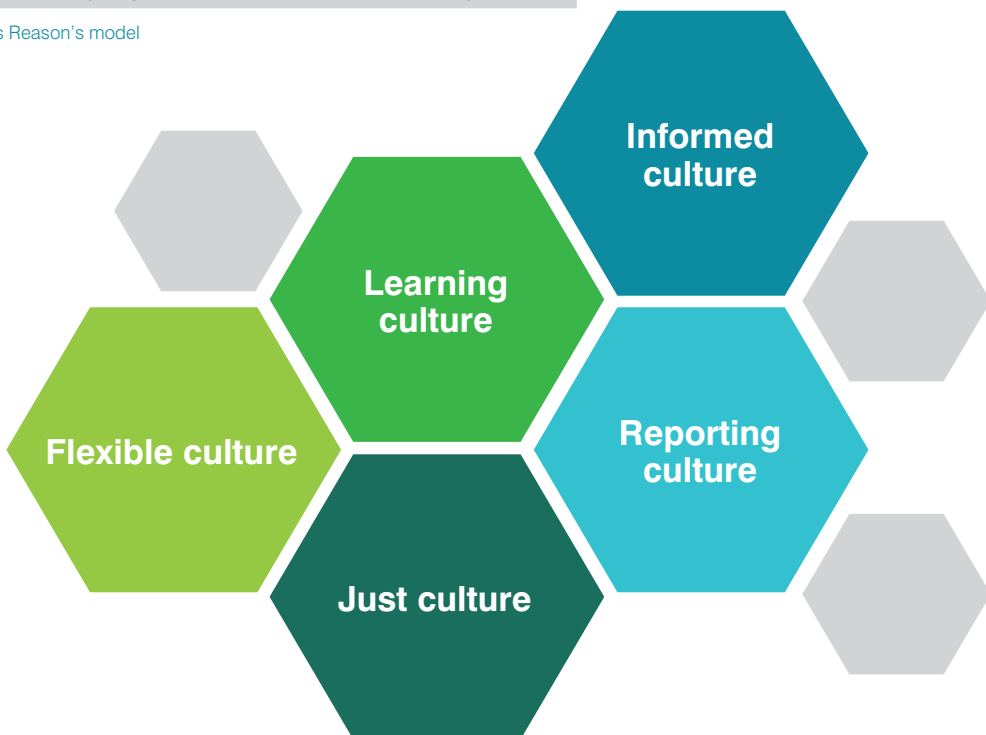 Reason's model
Informed
culture
Learning
culture
Flexible culture
Reporting
culture
Just culture